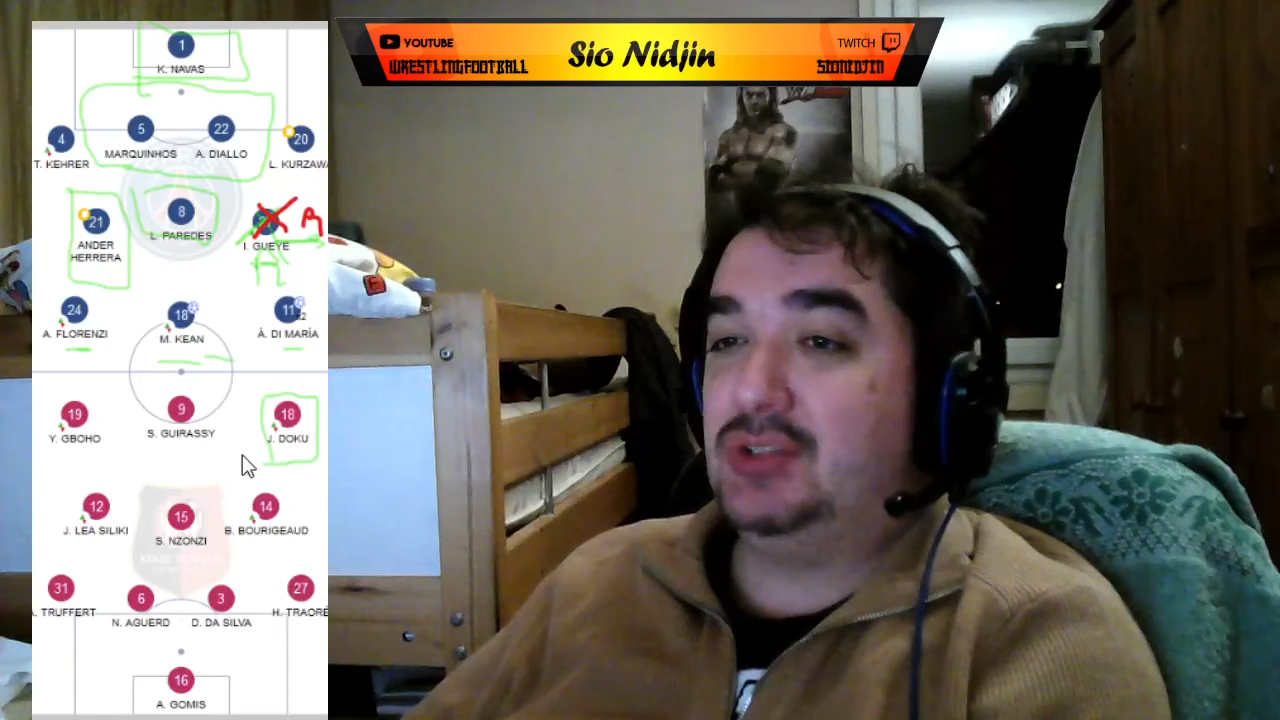 YOUTUBE
WRESTLINGFOOTBALL
Sio Nidjin
TWITCH
SIONIDJIN
1
K. NAVAS
4
5
22
20
T. KEHRER
MARQUINHOS
A. DIALLO
L. KURZAW
21
8
ANDER
HERRERA
L. PAREDES
I. GUEYE
24
18
11
A. FLORENZI
M. KEAN
Á. DI MARÍA
19
9
18
Y. GBOHO
S. GUIRASSY
J. DOKU
12
15
14
J. LEA SILIKI
S. NZONZI
B. BOURIGEAUD
31
6
3
27
. TRUFFERT
N. AGUERD
D. DA SILVA
H. TRAORÉ
16
A. GOMIS